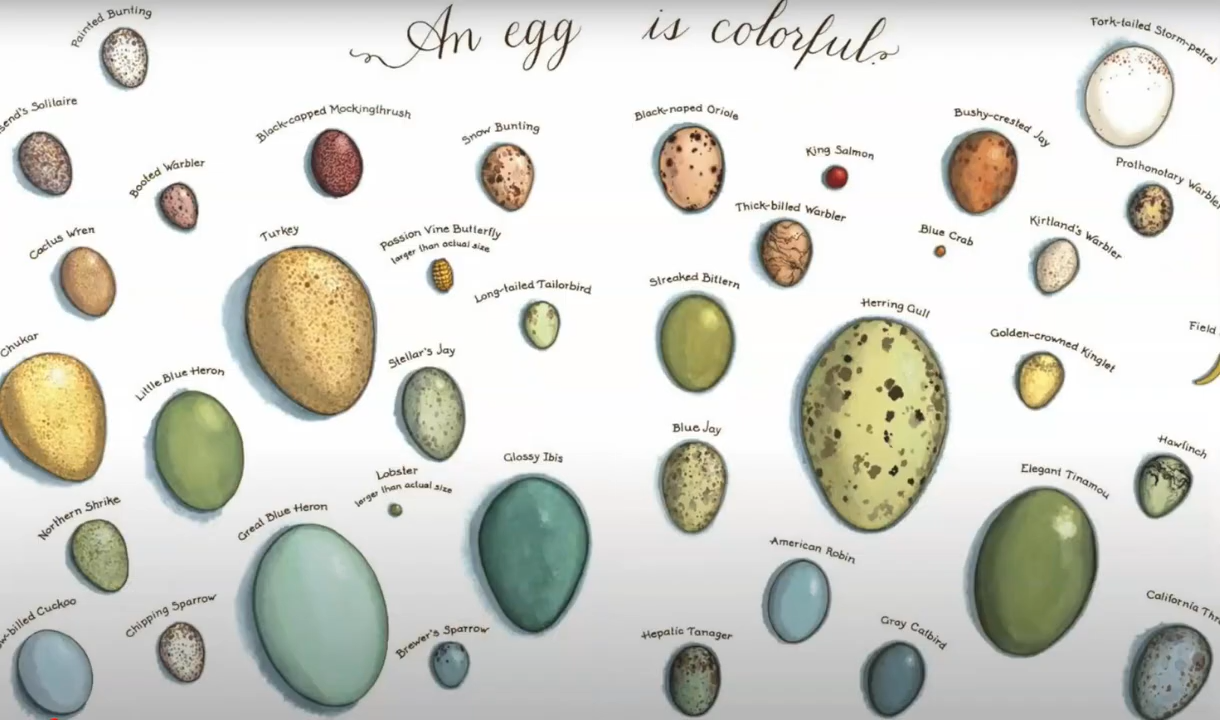 An egg is colorful.
Painted Bunting
Fork-tailed Storm-petrel
Solitaire
Black-capped Mockingthrush
Snow Bunting
Black-naped Oriole
King Salmon
Bushy-crested Jay
Booted Warbler
Prothonotary Warbler
Cactus Wren
Turkey
Passion Vine Butterfly
larger than actual size
Thick-billed Warbler
Blue Crab
Kirtland's Warbler
Long-tailed Tailorbird
Streaked Bittern
Herring Gull
Chukar
Little Blue Heron
Stellar's Jay
Golden-crowned Kinglet
Field
Blue Jay
Hawfinch
Northern Shrike
Great Blue Heron
Lobster
larger than actual size
Glossy Ibis
Elegant Tinamou
American Robin
Cuckoo
Chipping Sparrow
Brewer's Sparrow
Hepatic Tanager
Gray Catbird
California